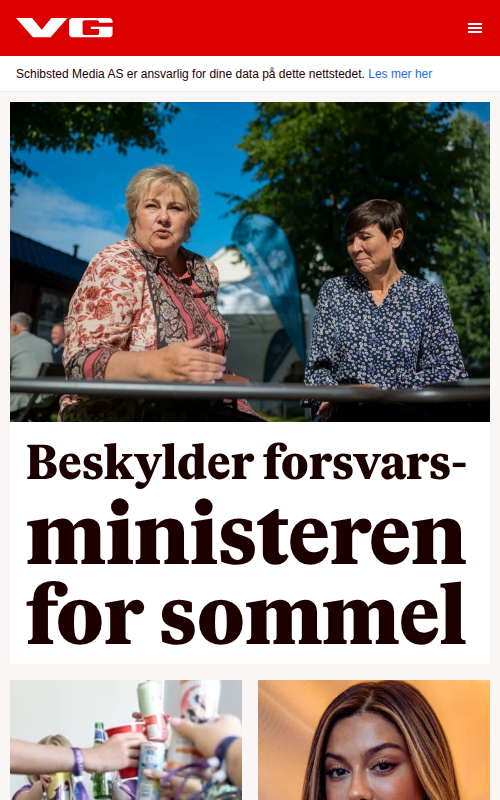 VG
Schibsted Media AS er ansvarlig for dine data på dette nettstedet. Les mer her
Beskylder forsvars-
ministeren
for sommel